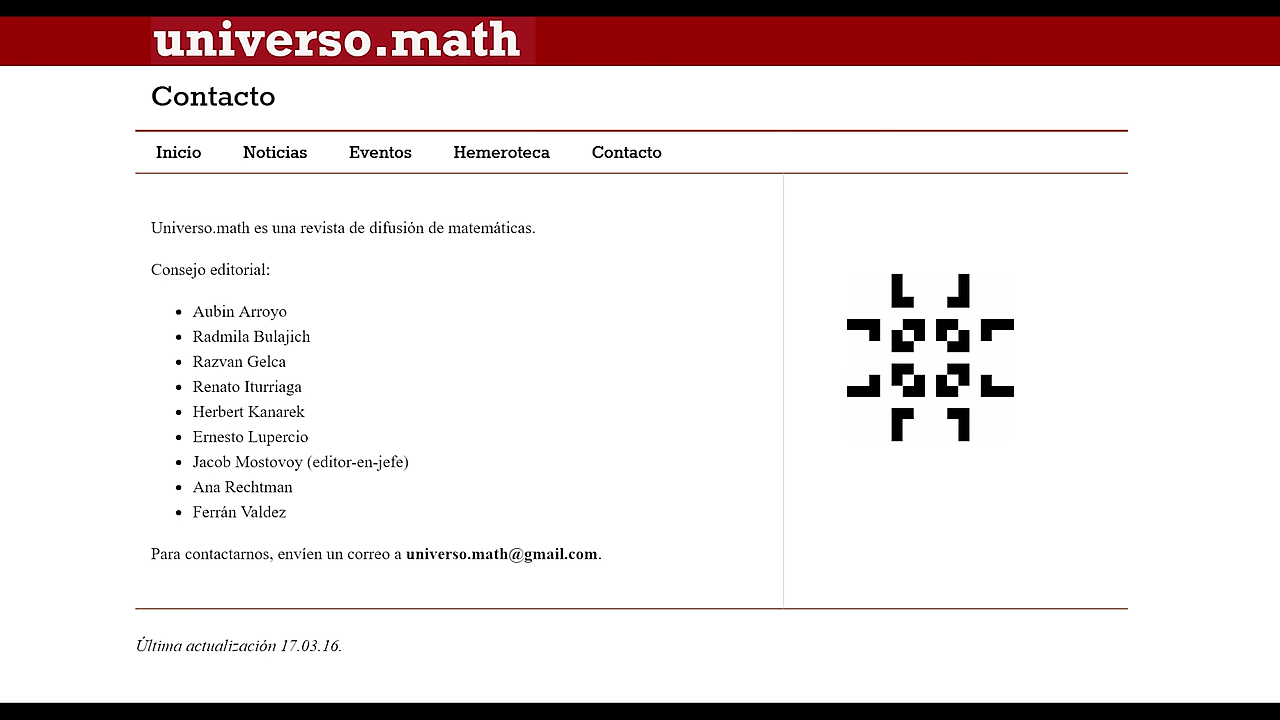 universo.math
Contacto
Inicio Noticias Eventos Hemeroteca Contacto
Universo.math es una revista de difusión de matemáticas.
Consejo editorial:
Aubin Arroyo
Radmila Bulajich
Razvan Gelca
Renato Iturriaga
Herbert Kanarek
Ernesto Lupercio
Jacob Mostovoy (editor-en-jefe)
Ana Rechtman
Ferrán Valdez
Para contactarnos, envíen un correo a universo.math@gmail.com.
Última actualización 17.03.16.